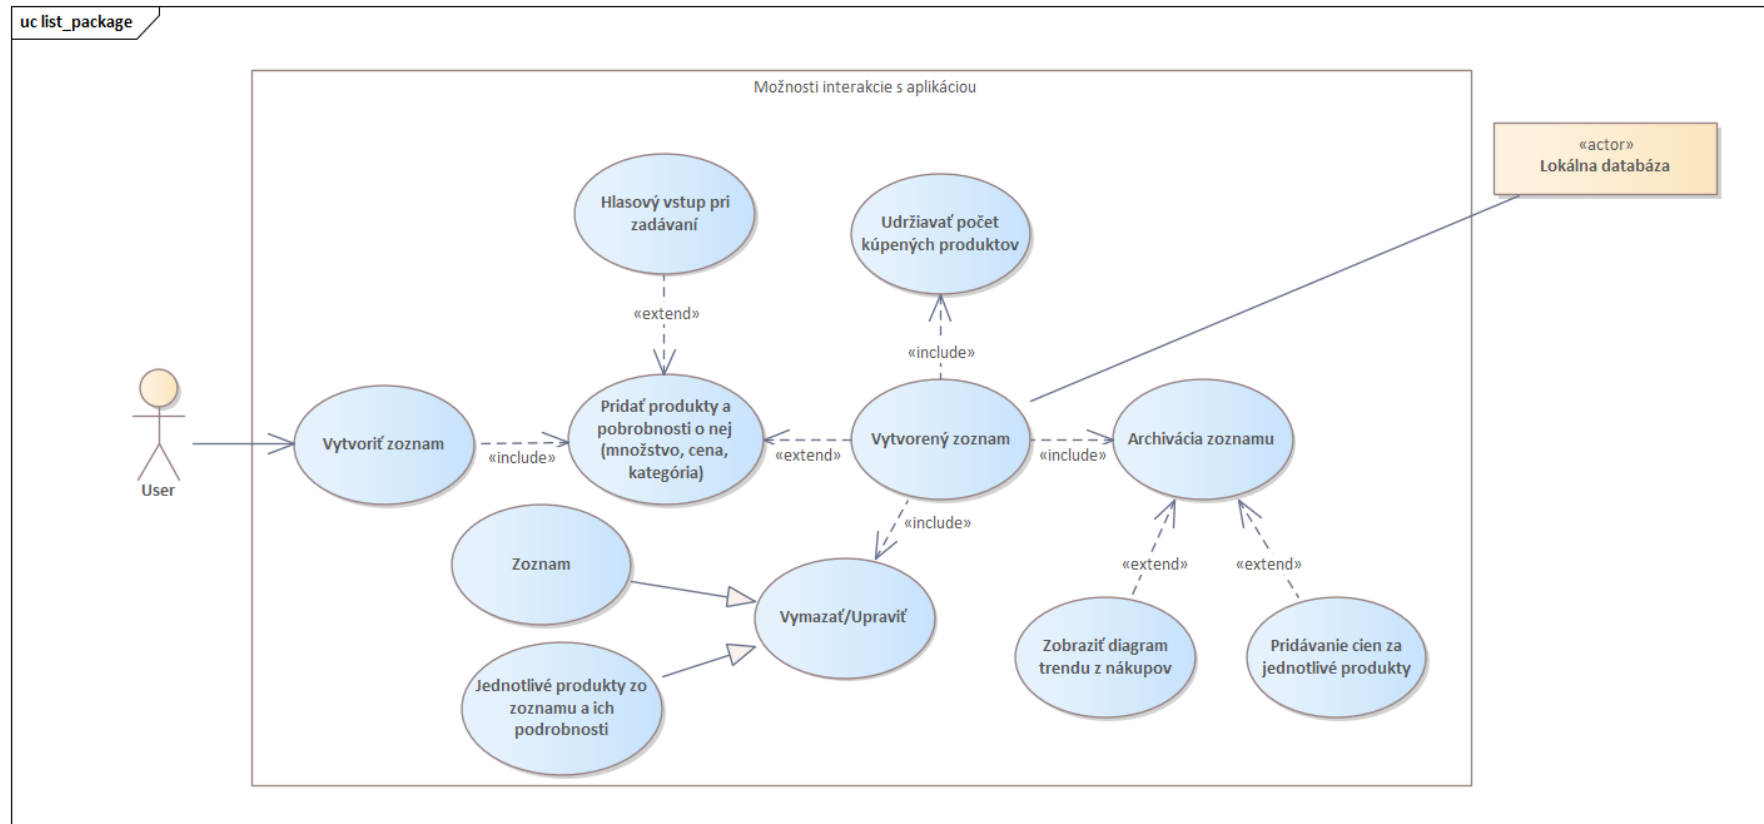 uc list_package
Možnosti interakcie s aplikáciou
«actor»
Lokálna databáza
Hlasový vstup pri
zadávaní
Udržiavať počet
kúpených produktov
«extend»
«include»
User
Vytvoriť zoznam
«include»
Pridať produkty a
pobrobnosti o nej
(množstvo, cena,
kategória)
«extend»
Vytvorený zoznam
«include»
Archivácia zoznamu
«include»
Zoznam
Vymazať/Upraviť
«extend»
«extend»
Jednotlivé produkty zo
zoznamu a ich
podrobnosti
Zobraziť diagram
trendu z nákupov
Pridávanie cien za
jednotlivé produkty